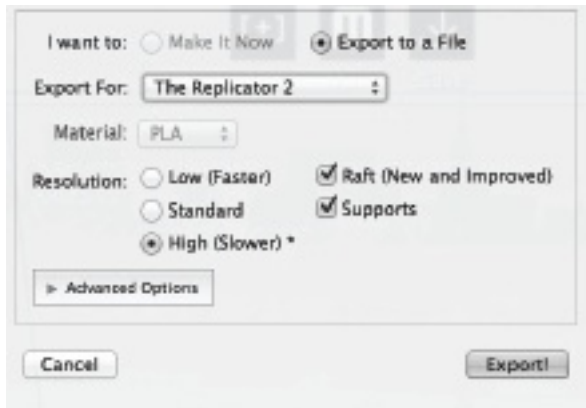 I want to: Make It Now Export to a File
Export For: The Replicator 2
Material: PLA
Resolution: Low (Faster) Raft (New and Improved)
Standard Supports
High (Slower) *
Advanced Options
Cancel Export!